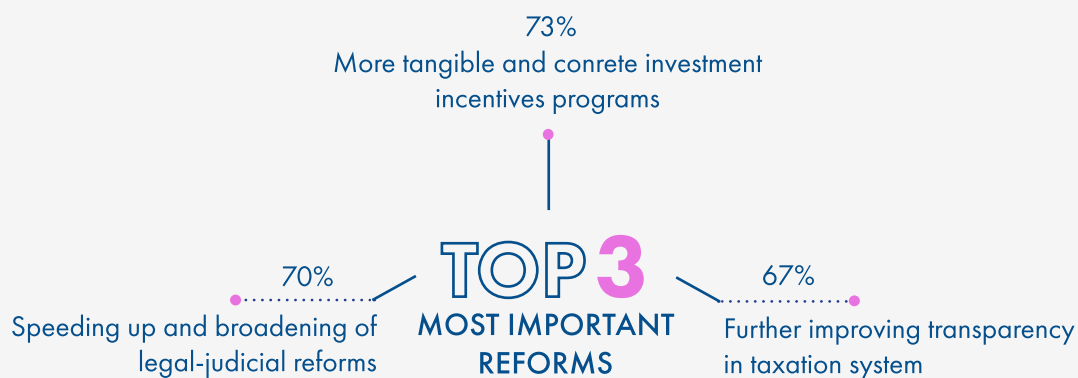 73%
More tangible and conrete investment
incentives programs
TOP 3
MOST IMPORTANT
REFORMS
70%
Speeding up and broadening of
legal-judicial reforms
67%
Further improving transparency
in taxation system